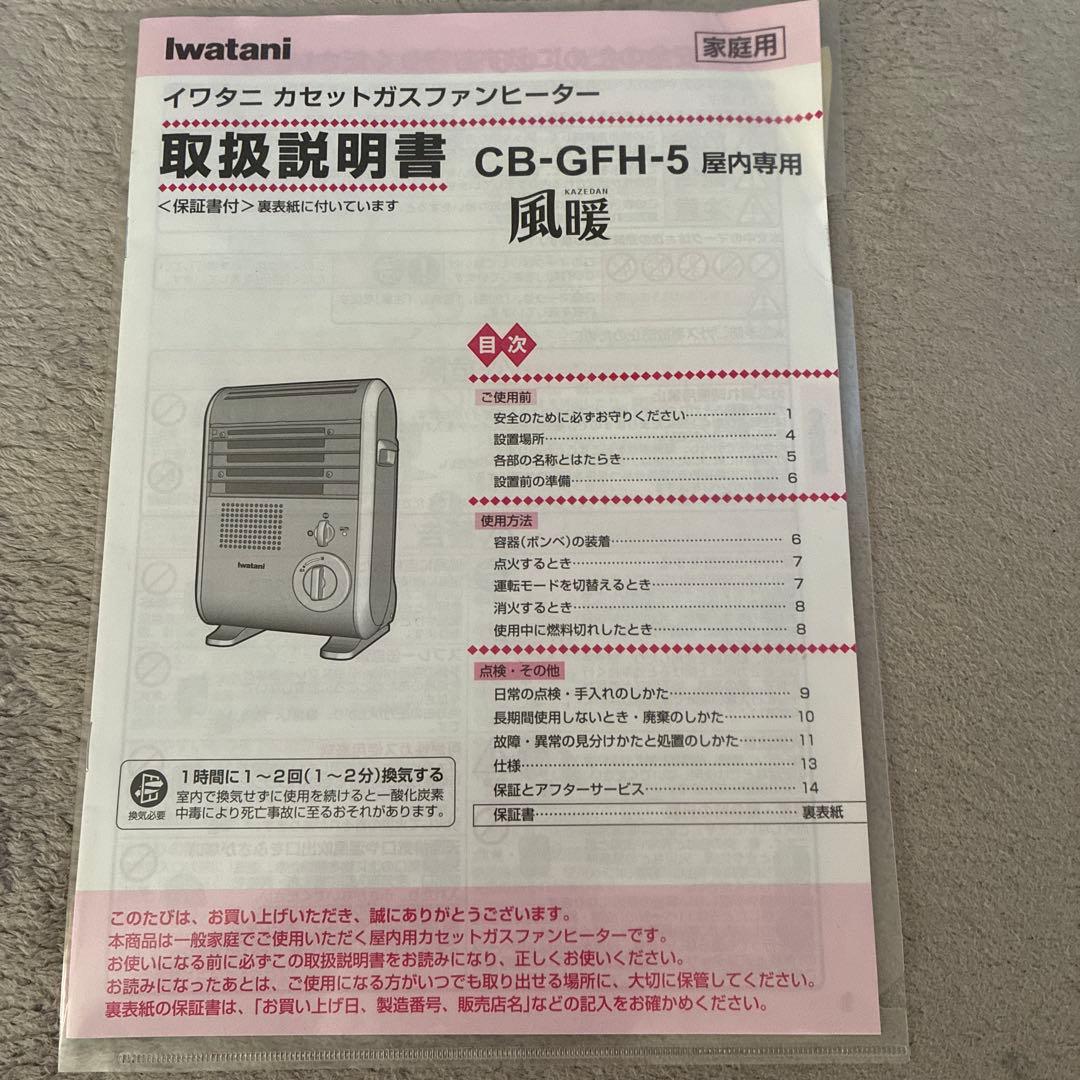 Iwatani
家庭用
イワタニ カセットガスファンヒーター
取扱説明書 CB-GFH-5 屋内専用
<保証書付>裏表紙に付いています
KAZEDAN
風暖
目次
ご使用前
安全のために必ずお守りください………………… 1
設置場所………………………………………… 4
各部の名称とはたらき………………………… 5
設置前の準備…………………………………… 6
使用方法
容器(ボンベ)の装着…………………………… 6
点火するとき…………………………………… 7
運転モードを切替えるとき…………………… 7
消火するとき…………………………………… 8
使用中に燃料切れしたとき…………………… 8
点検・その他
日常の点検・手入れのしかた………………… 9
長期間使用しないとき・廃棄のしかた……… 10
故障・異常の見分けかたと処置のしかた…… 11
仕様……………………………………………… 13
保証とアフターサービス……………………… 14
保証書…………………………………………… 裏表紙
Iwatani
換気必要
1時間に1～2回(1～2分)換気する
室内で換気せずに使用を続けると一酸化炭素
中毒により死亡事故に至るおそれがあります。
このたびは、お買い上げいただき、誠にありがとうございます。
本商品は一般家庭でご使用いただく屋内用カセットガスファンヒーターです。
お使いになる前に必ずこの取扱説明書をお読みになり、正しくお使いください。
お読みになったあとは、ご使用になる方がいつでも取り出せる場所に、大切に保管してください。
裏表紙の保証書は、「お買い上げ日、製造番号、販売店名」などの記入をお確かめください。